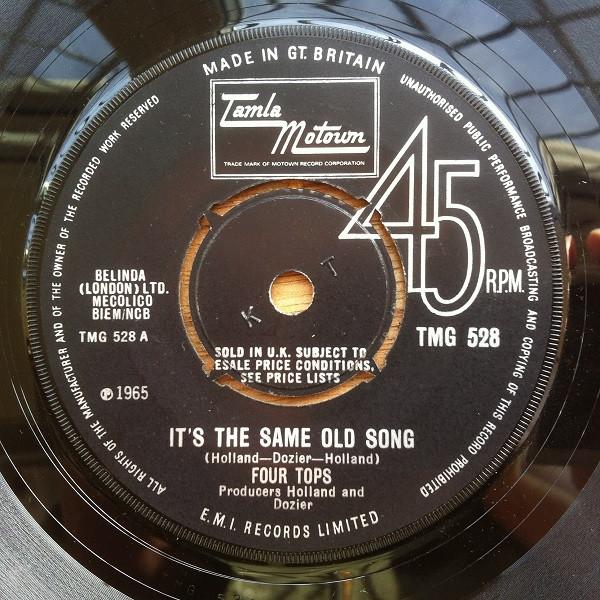 MADE IN GT. BRITAIN
UNAUTHORISED PUBLIC PERFORMANCE BROADCASTING AND COPYING OF THIS RECORD PROHIBITED
ALL RIGHTS OF THE MANUFACTURER AND OF THE OWNER OF THE RECORDED WORK RESERVED
Tamla
Motown
TRADE MARK OF MOTOWN RECORD CORPORATION
45
R.P.M.
BELINDA
(LONDON) LTD.
MECOLICO
BIEM/NCB
TMG 528 A
TMG 528
K T
SOLD IN U.K. SUBJECT TO
ESALE PRICE CONDITIONS,
SEE PRICE LISTS
℗ 1965
IT'S THE SAME OLD SONG
(Holland—Dozier—Holland)
FOUR TOPS
Producers Holland and
Dozier
E.M.I. RECORDS LIMITED